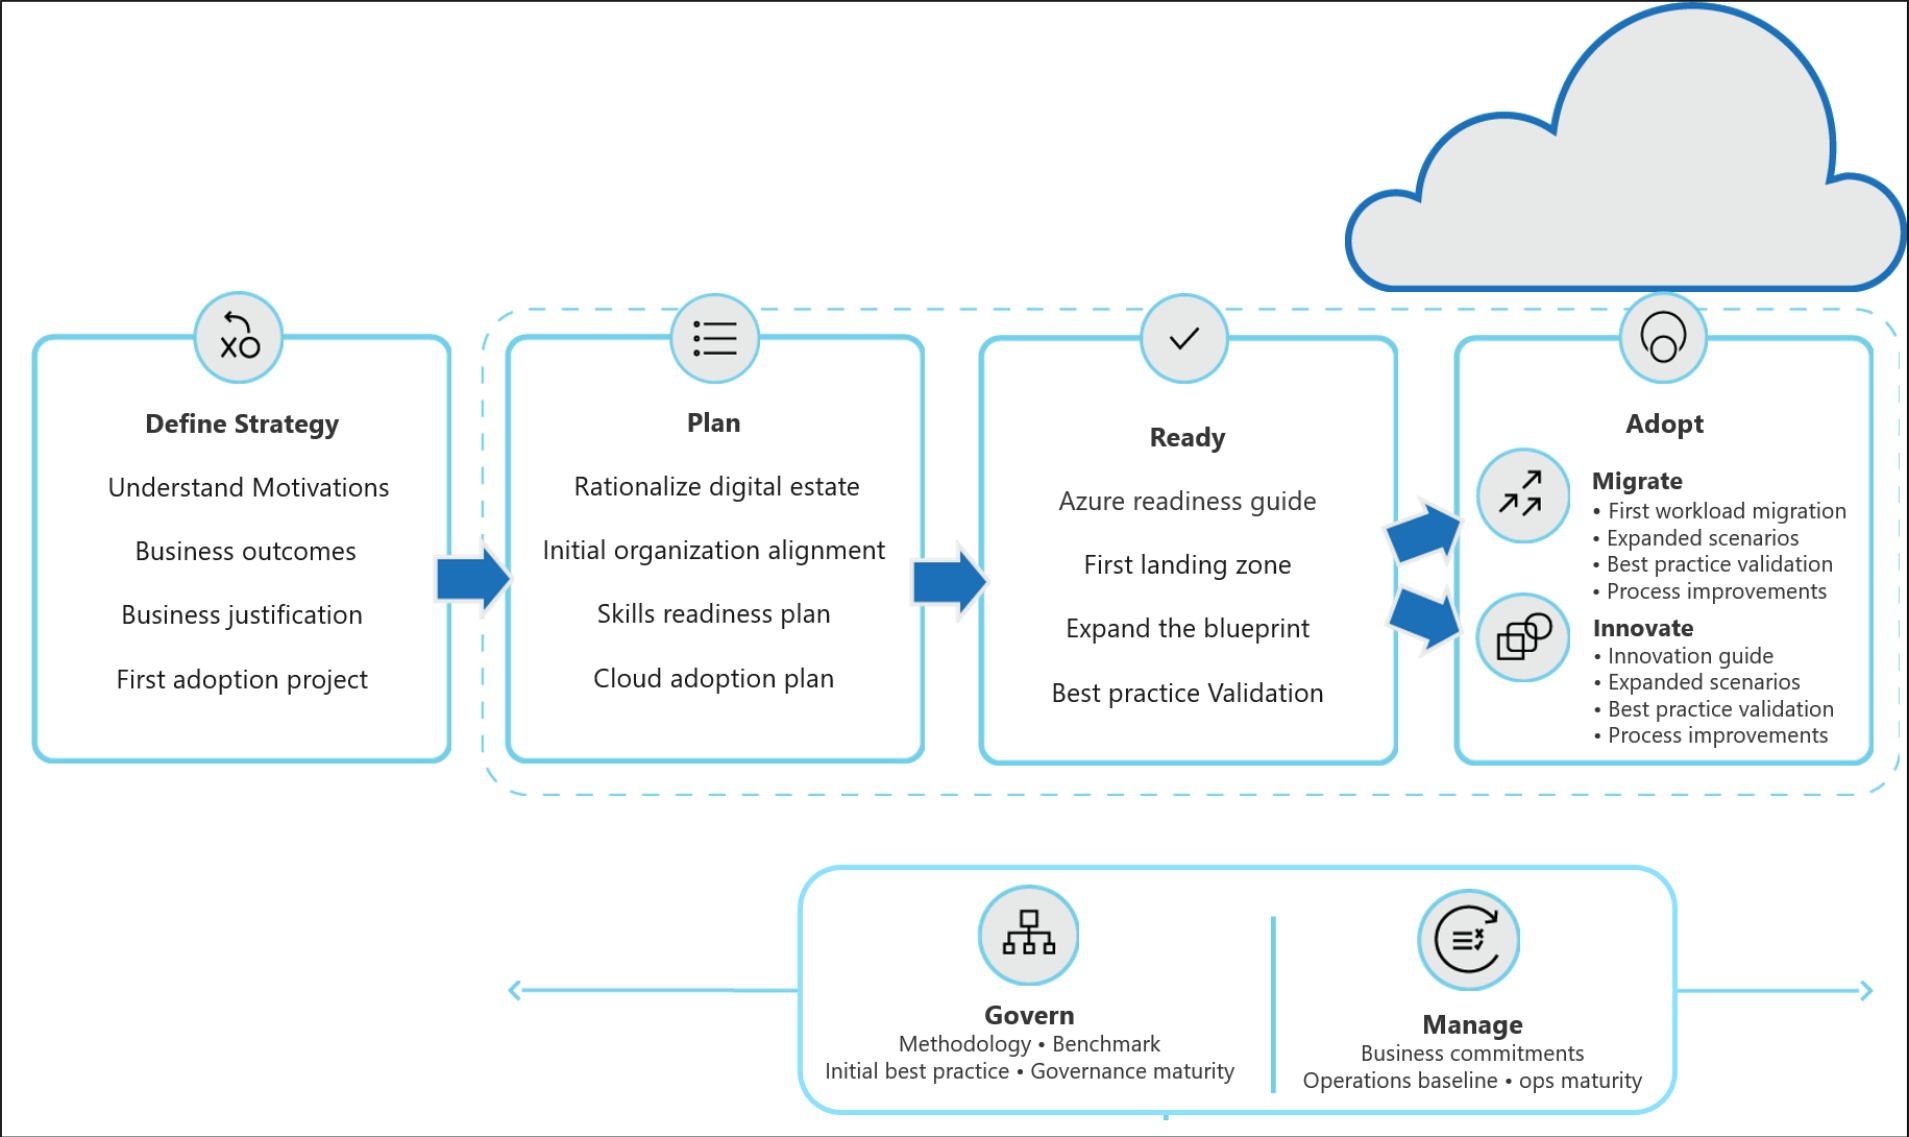 Define Strategy
Understand Motivations
Business outcomes
Business justification
First adoption project
Plan
Rationalize digital estate
Initial organization alignment
Skills readiness plan
Cloud adoption plan
Ready
Azure readiness guide
First landing zone
Expand the blueprint
Best practice Validation
Adopt
Migrate
• First workload migration
• Expanded scenarios
• Best practice validation
• Process improvements
Innovate
• Innovation guide
• Expanded scenarios
• Best practice validation
• Process improvements
Govern
Methodology • Benchmark
Initial best practice • Governance maturity
Manage
Business commitments
Operations baseline • ops maturity